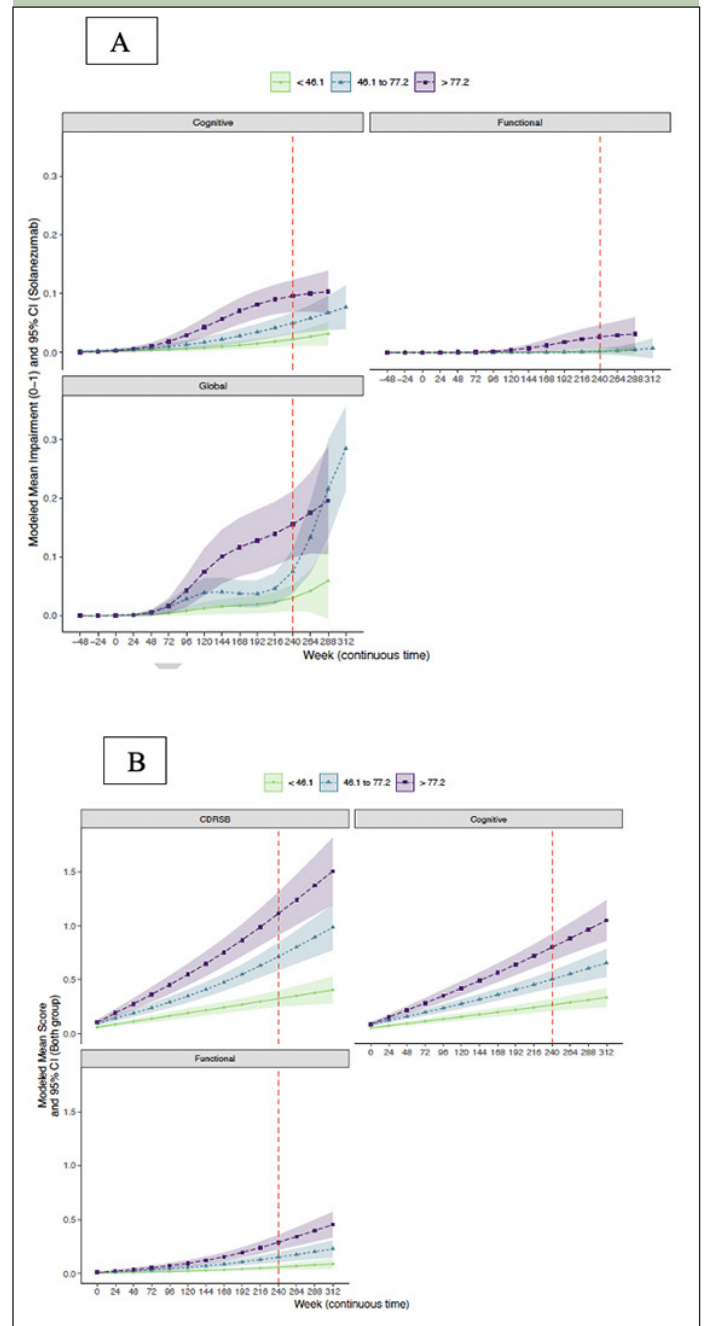 A
< 46.1 46.1 to 77.2 > 77.2
Cognitive Functional
0.3
0.2
0.1
0.0
−48 −24 0 24 48 72 96 120 144 168 192 216 240 264 288 312
Global
0.3
0.2
0.1
0.0
−48 −24 0 24 48 72 96 120 144 168 192 216 240 264 288 312
Modeled Mean Impairment (0−1) and 95% CI (Solanezumab)
Week (continuous time)
B
< 46.1 46.1 to 77.2 > 77.2
CDRSB Cognitive
1.5
1.0
0.5
0.0
0 24 48 72 96 120 144 168 192 216 240 264 288 312
Functional
1.5
1.0
0.5
0.0
0 24 48 72 96 120 144 168 192 216 240 264 288 312
Modeled Mean Score
and 95% CI (Both group)
Week (continuous time)